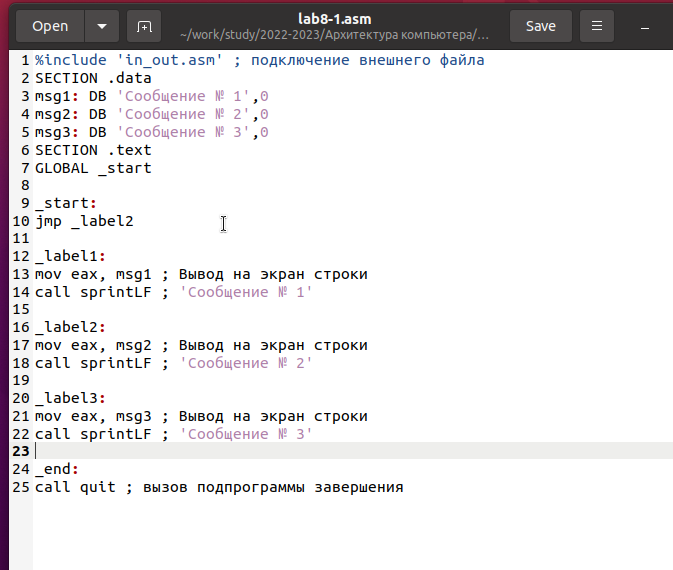 Open
lab8-1.asm
~/work/study/2022-2023/Архитектура компьютера/...
Save
1 %include 'in_out.asm' ; подключение внешнего файла
2 SECTION .data
3 msg1: DB 'Сообщение № 1',0
4 msg2: DB 'Сообщение № 2',0
5 msg3: DB 'Сообщение № 3',0
6 SECTION .text
7 GLOBAL _start
8
9 _start:
10 jmp _label2
11
12 _label1:
13 mov eax, msg1 ; Вывод на экран строки
14 call sprintLF ; 'Сообщение № 1'
15
16 _label2:
17 mov eax, msg2 ; Вывод на экран строки
18 call sprintLF ; 'Сообщение № 2'
19
20 _label3:
21 mov eax, msg3 ; Вывод на экран строки
22 call sprintLF ; 'Сообщение № 3'
23
24 _end:
25 call quit ; вызов подпрограммы завершения